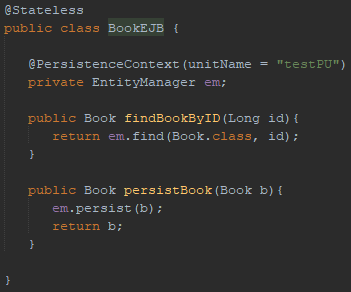 @Stateless
public class BookEJB {
@PersistenceContext(unitName = "testPU")
private EntityManager em;
public Book findBookByID(Long id){
return em.find(Book.class, id);
}
public Book persistBook(Book b){
em.persist(b);
return b;
}
}